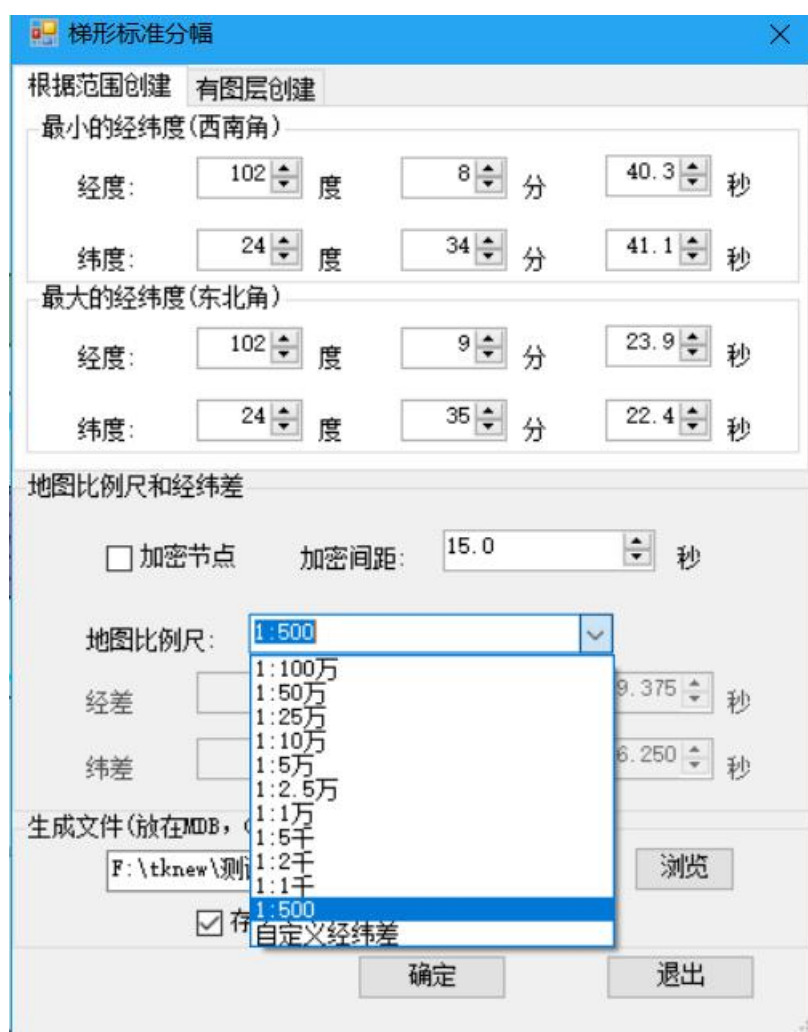 梯形标准分幅
根据范围创建 有图层创建
最小的经纬度(西南角)
经度: 102 度 8 分 40.3 秒
纬度: 24 度 34 分 41.1 秒
最大的经纬度(东北角)
经度: 102 度 9 分 23.9 秒
纬度: 24 度 35 分 22.4 秒
地图比例尺和经纬差
加密节点 加密间距: 15.0 秒
地图比例尺: 1:500
1:100万
1:50万
1:25万
1:10万
1:5万
1:2.5万
1:1万
1:5千
1:2千
1:1千
1:500
自定义经纬差
经差 9.375 秒
纬差 6.250 秒
生成文件(放在MDB,
F:\tknew\测
浏览
存
确定 退出